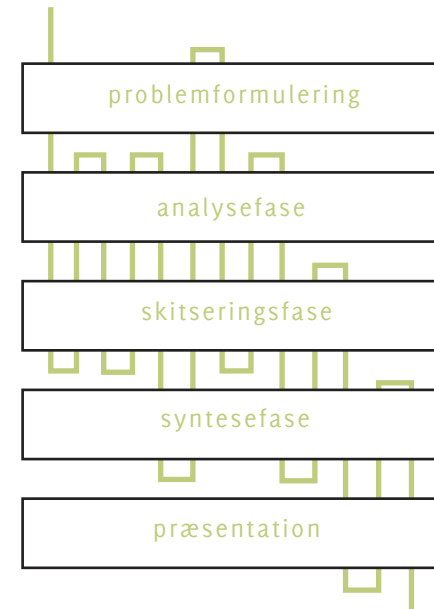 problemformulering
analysefase
skitseringsfase
syntesefase
præsentation